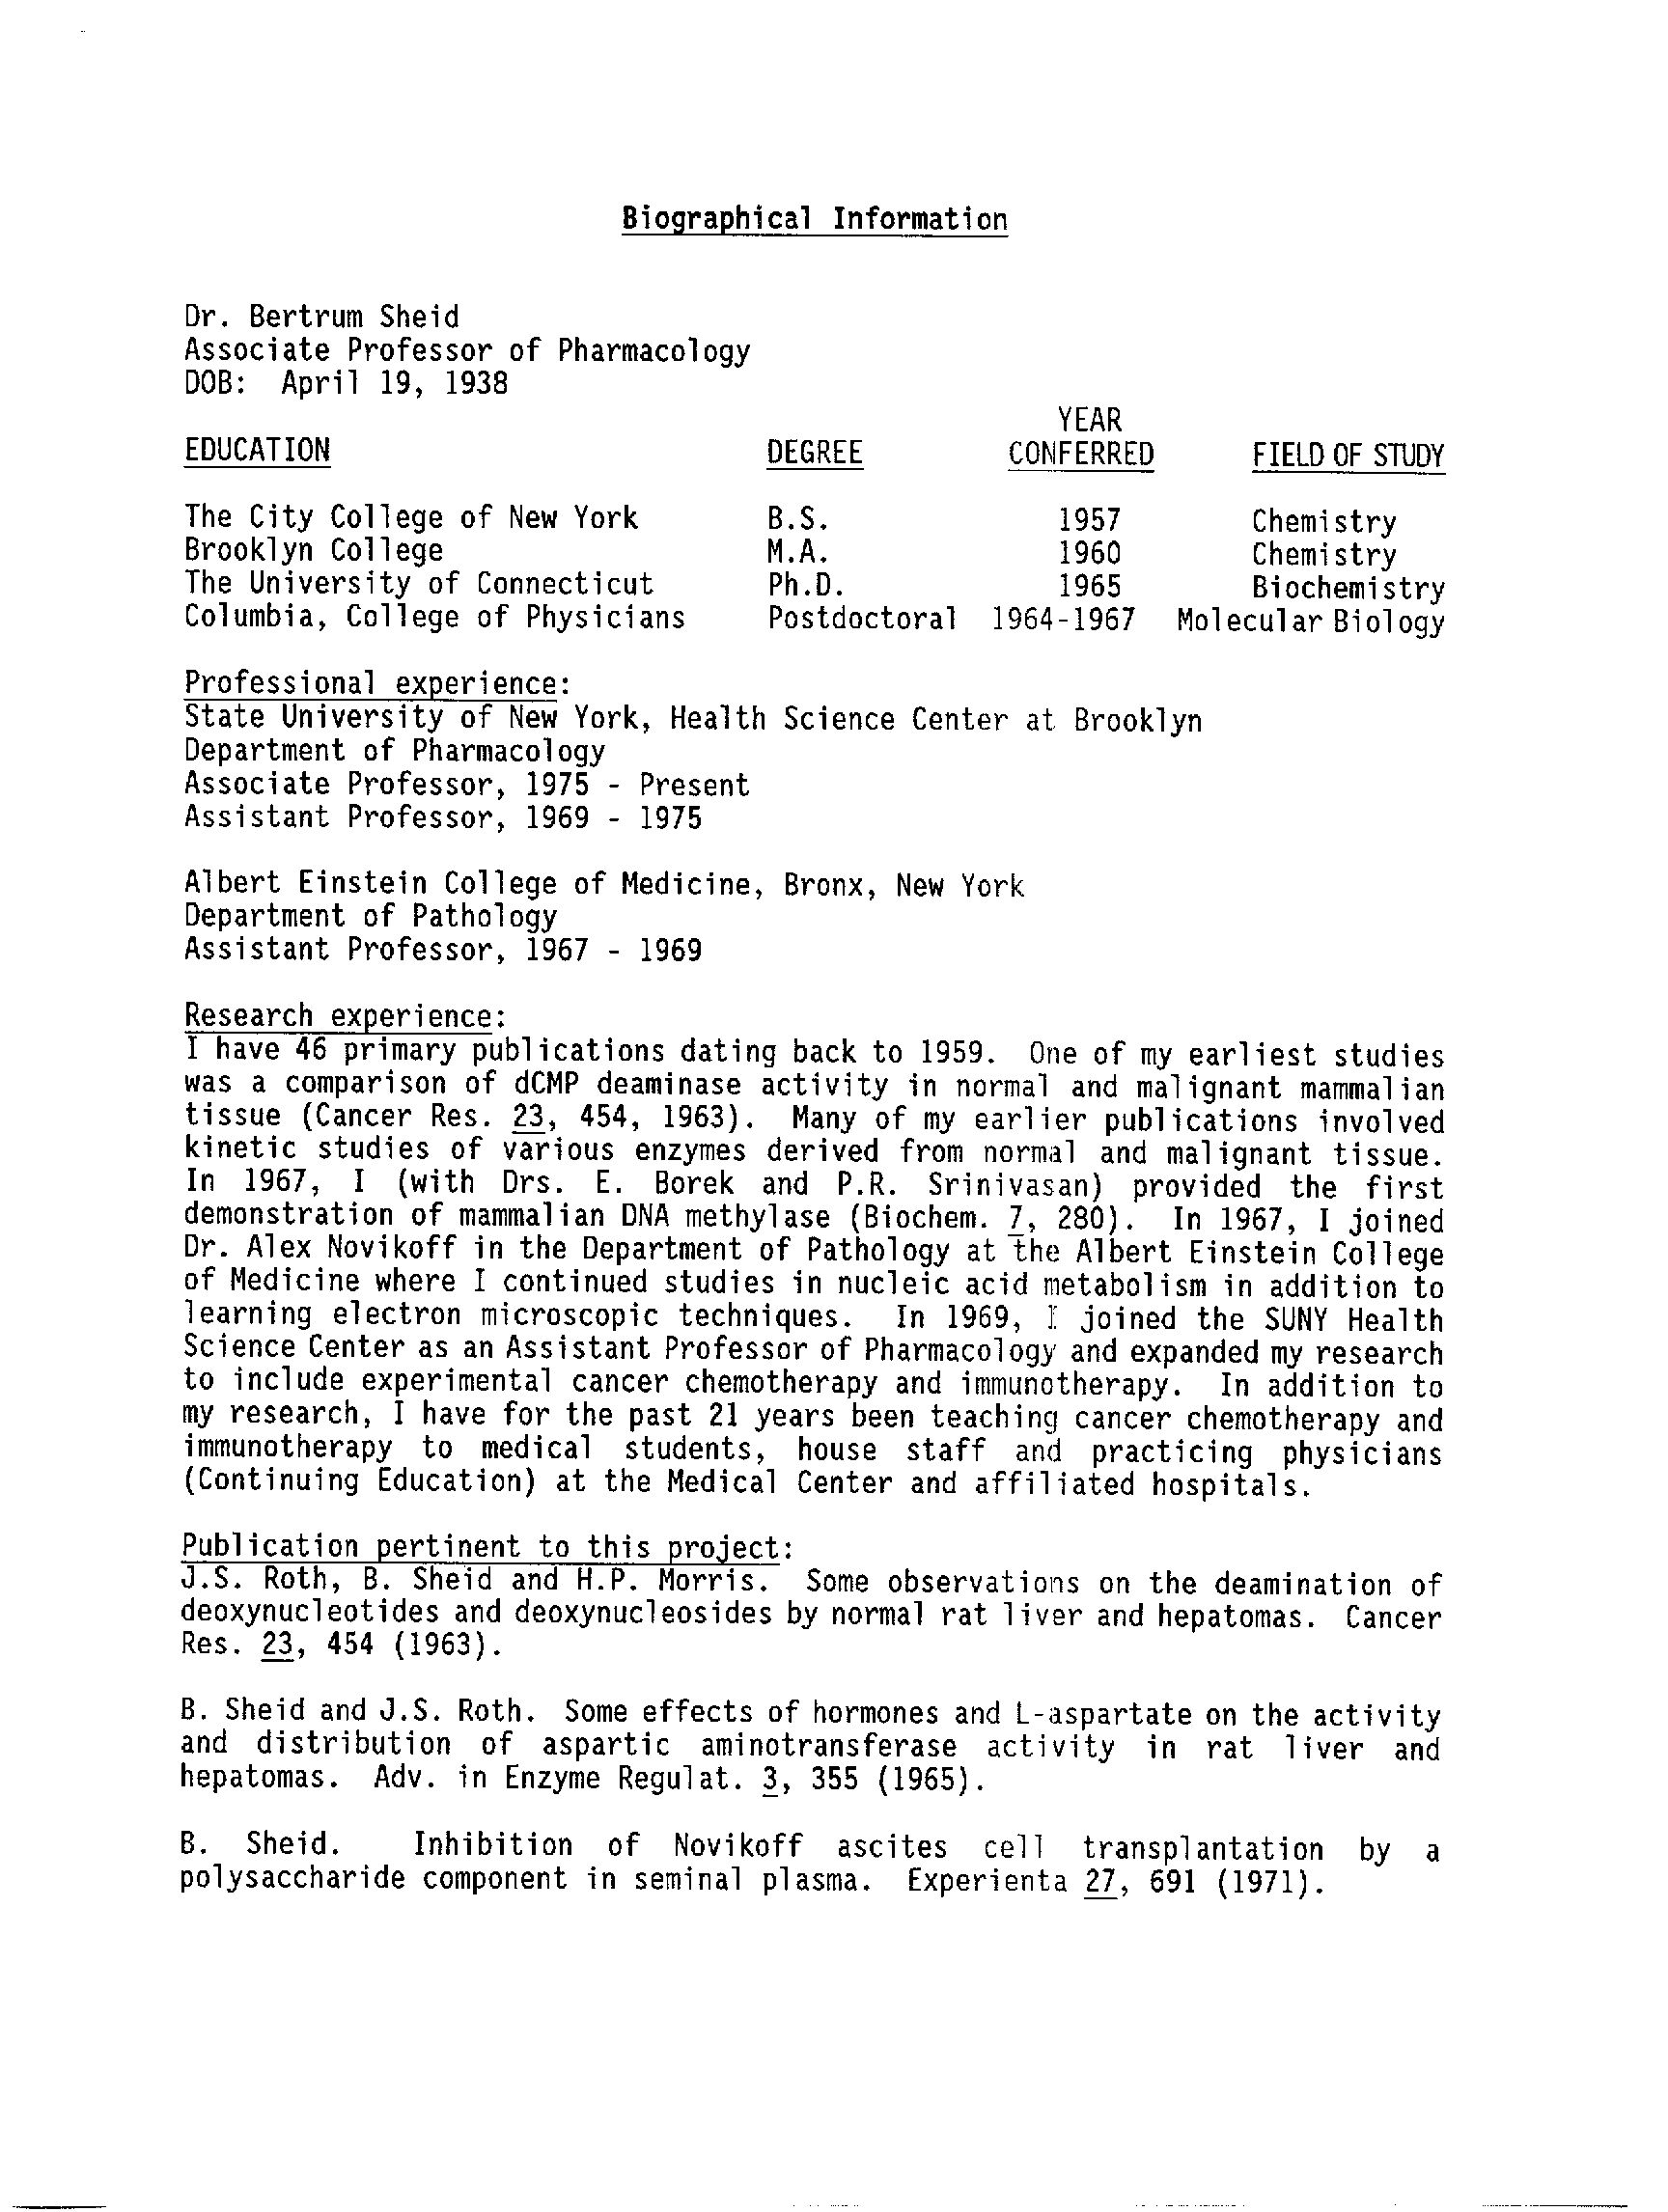 Biographical Information
Dr. Bertrum Sheid
Associate Professor of Pharmacology
DOB: April 19, 1938
YEAR
EDUCATION DEGREE CONFERRED FIELD OF STUDY
The City College of New York B.S. 1957 Chemistry
Brooklyn College M.A. 1960 Chemistry
The University of Connecticut Ph.D. 1965 Biochemistry
Columbia, College of Physicians Postdoctoral 1964-1967 Molecular Biology
Professional experience:
State University of New York, Health Science Center at Brooklyn
Department of Pharmacology
Associate Professor, 1975 - Present
Assistant Professor, 1969 - 1975
Albert Einstein College of Medicine, Bronx, New York
Department of Pathology
Assistant Professor, 1967 - 1969
Research experience:
I have 46 primary publications dating back to 1959. One of my earliest studies
was a comparison of dCMP deaminase activity in normal and malignant mammalian
tissue (Cancer Res. 23, 454, 1963). Many of my earlier publications involved
kinetic studies of various enzymes derived from normal and malignant tissue.
In 1967, I (with Drs. E. Borek and P.R. Srinivasan) provided the first
demonstration of mammalian DNA methylase (Biochem. 7, 280). In 1967, I joined
Dr. Alex Novikoff in the Department of Pathology at the Albert Einstein College
of Medicine where I continued studies in nucleic acid metabolism in addition to
learning electron microscopic techniques. In 1969, I joined the SUNY Health
Science Center as an Assistant Professor of Pharmacology and expanded my research
to include experimental cancer chemotherapy and immunotherapy. In addition to
my research, I have for the past 21 years been teaching cancer chemotherapy and
immunotherapy to medical students, house staff and practicing physicians
(Continuing Education) at the Medical Center and affiliated hospitals.
Publication pertinent to this project:
J.S. Roth, B. Sheid and H.P. Morris. Some observations on the deamination of
deoxynucleotides and deoxynucleosides by normal rat liver and hepatomas. Cancer
Res. 23, 454 (1963).
B. Sheid and J.S. Roth. Some effects of hormones and L-aspartate on the activity
and distribution of aspartic aminotransferase activity in rat liver and
hepatomas. Adv. in Enzyme Regulat. 3, 355 (1965).
B. Sheid. Inhibition of Novikoff ascites cell transplantation by a
polysaccharide component in seminal plasma. Experienta 27, 691 (1971).